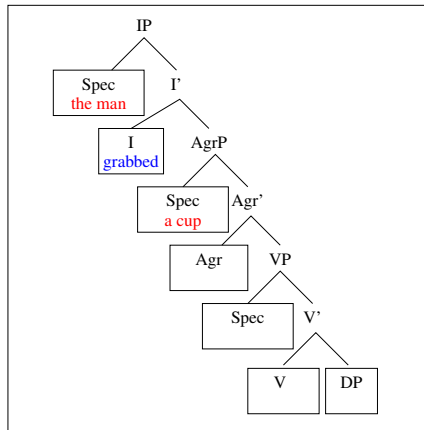 IP
Spec I'
the man
I AgrP
grabbed
Spec Agr'
a cup
Agr VP
Spec V'
V DP